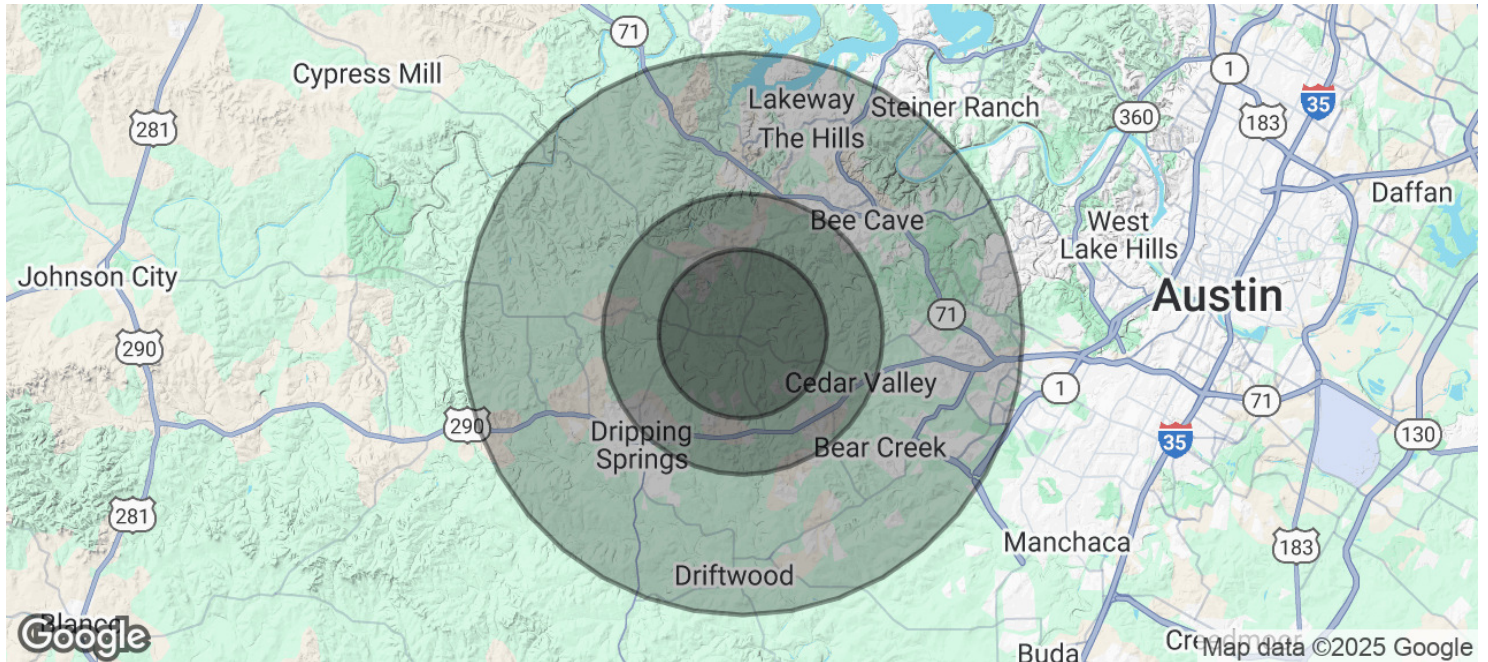 71
Cypress Mill
1
Lakeway
Steiner Ranch
35
281
360
183
The Hills
Daffan
Bee Cave
West
Lake Hills
Johnson City
Austin
71
290
Cedar Valley
1
71
290
Dripping
Springs
Bear Creek
35
130
281
Manchaca
183
Driftwood
Blanco
Google
Creedmoor
Map data ©2025 Google
Buda